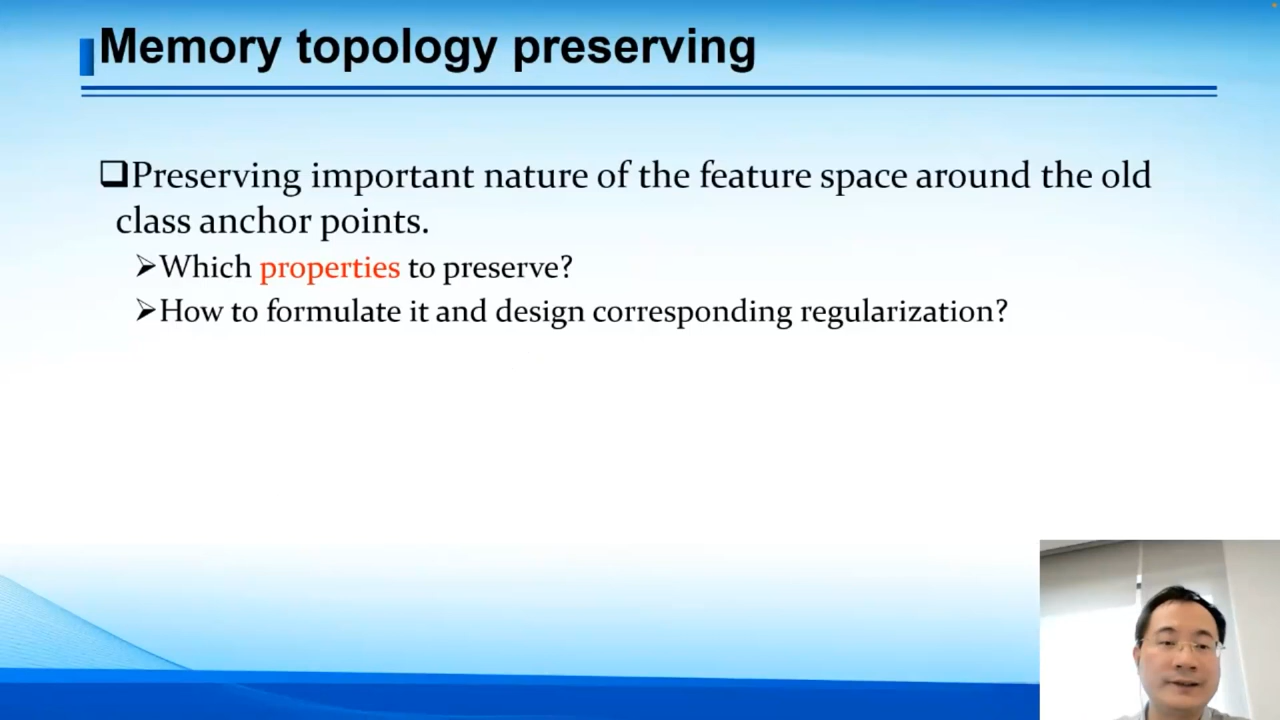 Memory topology preserving
❑Preserving important nature of the feature space around the old
class anchor points.
➢Which properties to preserve?
➢How to formulate it and design corresponding regularization?